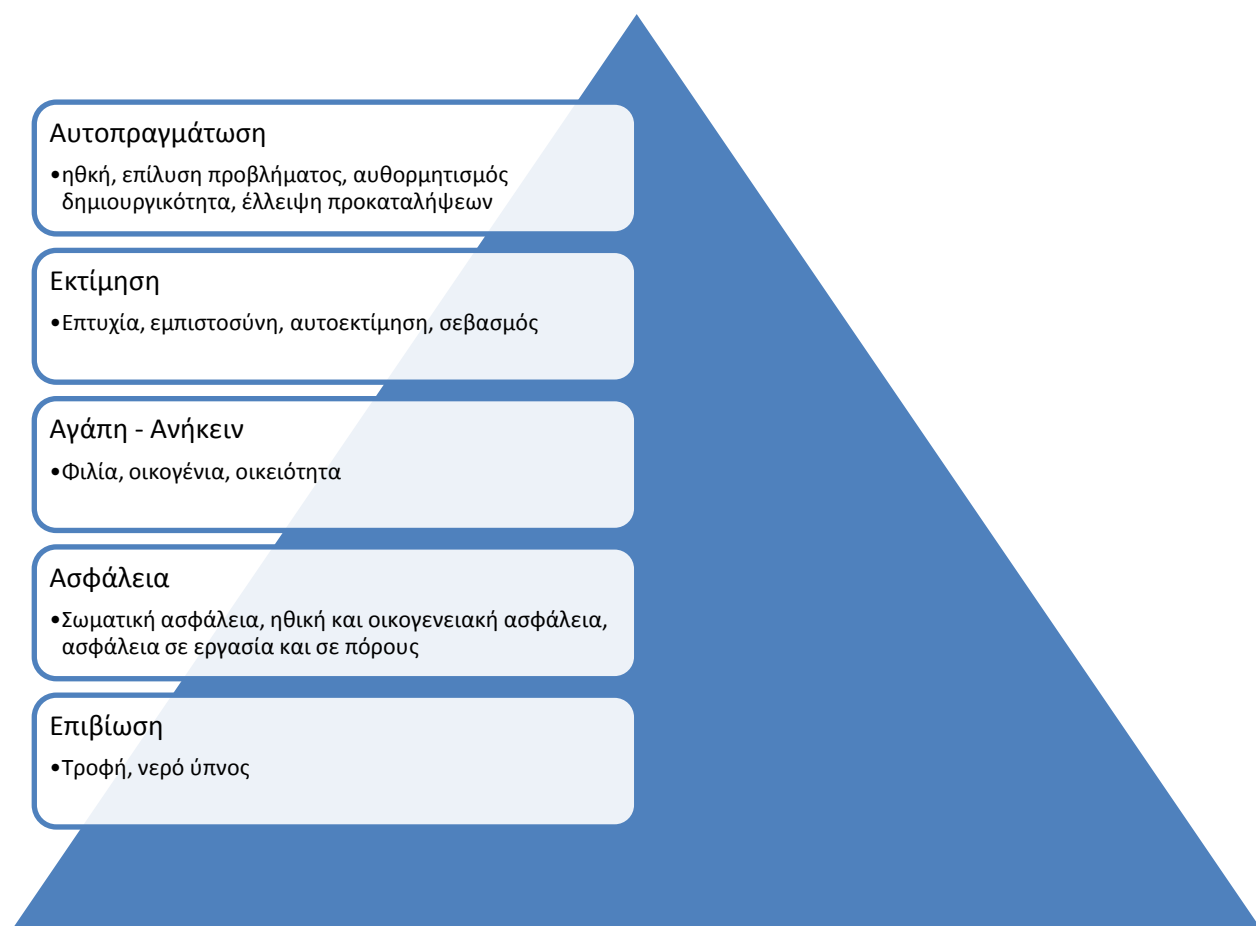 Αυτοπραγμάτωση
•ηθκή, επίλυση προβλήματος, αυθορμητισμός
δημιουργικότητα, έλλειψη προκαταλήψεων
Εκτίμηση
•Επτυχία, εμπιστοσύνη, αυτοεκτίμηση, σεβασμός
Αγάπη - Ανήκειν
•Φιλία, οικογένια, οικειότητα
Ασφάλεια
•Σωματική ασφάλεια, ηθική και οικογενειακή ασφάλεια,
ασφάλεια σε εργασία και σε πόρους
Επιβίωση
•Τροφή, νερό ύπνος